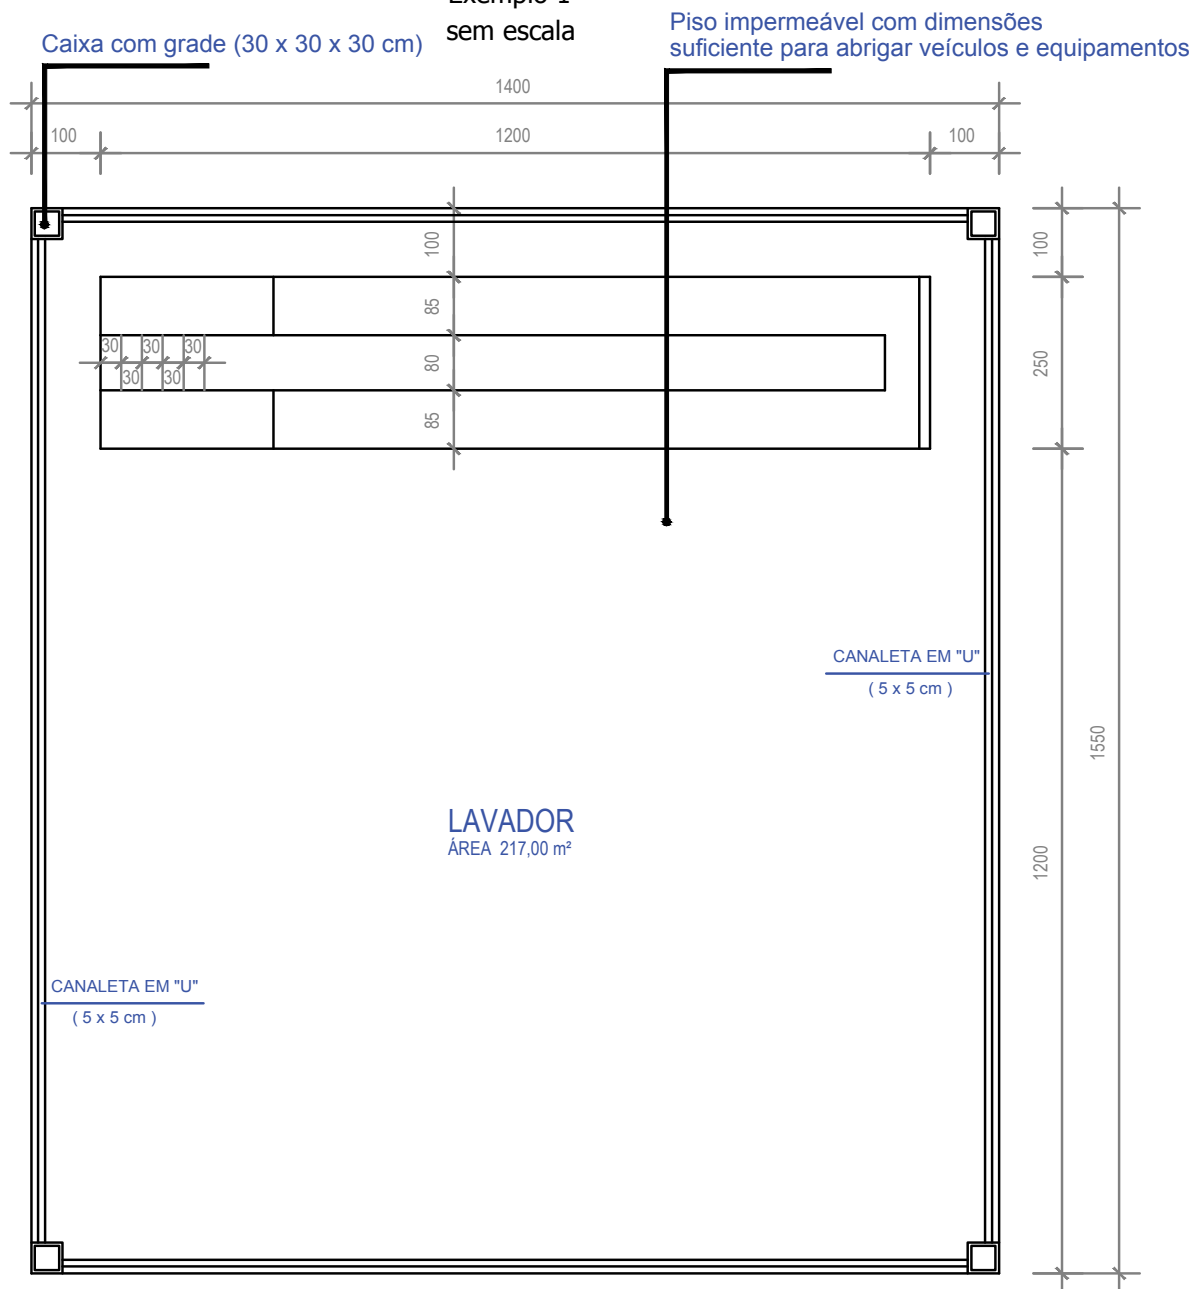 Exemplo 1
sem escala
Caixa com grade (30 x 30 x 30 cm)
Piso impermeável com dimensões
suficiente para abrigar veículos e equipamentos
1400
100
1200
100
100
85
80
85
30
30
30
30
30
100
250
1200
1550
CANALETA EM "U"
( 5 x 5 cm )
LAVADOR
ÁREA 217,00 m²
CANALETA EM "U"
( 5 x 5 cm )